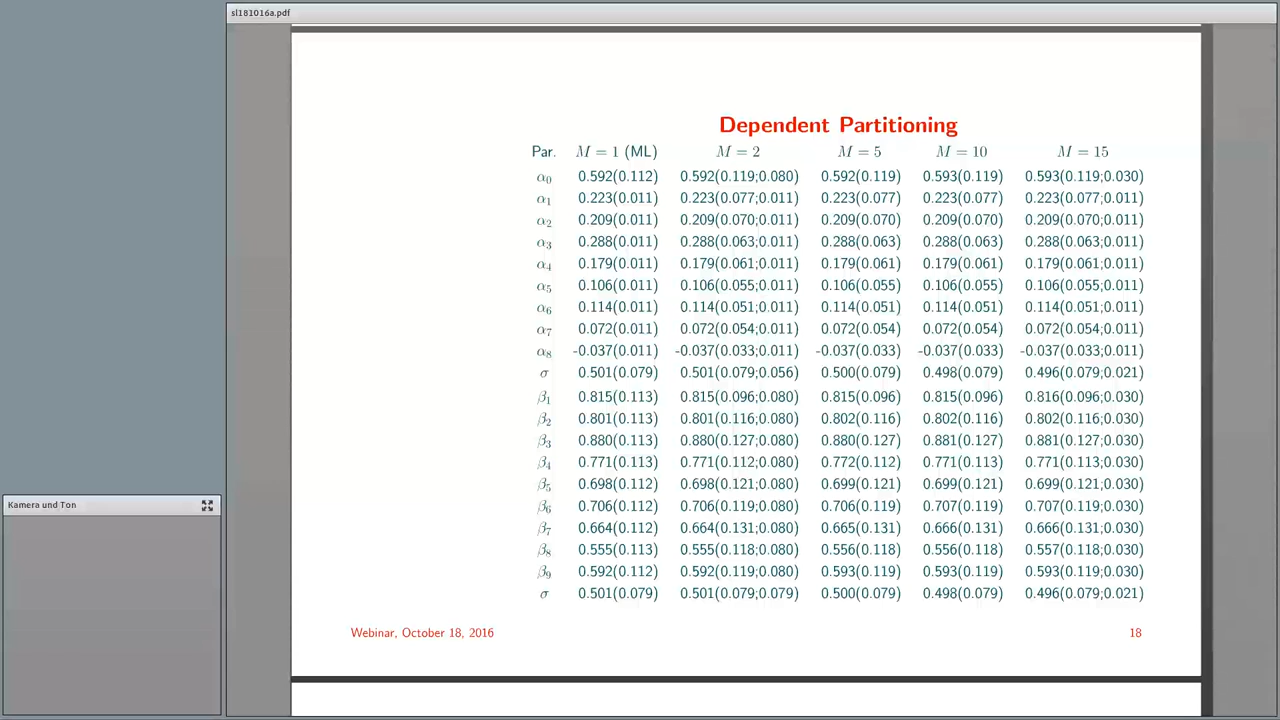 sl181016a.pdf
Dependent Partitioning
Par. M = 1 (ML) M = 2 M = 5 M = 10 M = 15
α₀ 0.592(0.112) 0.592(0.119;0.080) 0.592(0.119) 0.593(0.119) 0.593(0.119;0.030)
α₁ 0.223(0.011) 0.223(0.077;0.011) 0.223(0.077) 0.223(0.077) 0.223(0.077;0.011)
α₂ 0.209(0.011) 0.209(0.070;0.011) 0.209(0.070) 0.209(0.070) 0.209(0.070;0.011)
α₃ 0.288(0.011) 0.288(0.063;0.011) 0.288(0.063) 0.288(0.063) 0.288(0.063;0.011)
α₄ 0.179(0.011) 0.179(0.061;0.011) 0.179(0.061) 0.179(0.061) 0.179(0.061;0.011)
α₅ 0.106(0.011) 0.106(0.055;0.011) 0.106(0.055) 0.106(0.055) 0.106(0.055;0.011)
α₆ 0.114(0.011) 0.114(0.051;0.011) 0.114(0.051) 0.114(0.051) 0.114(0.051;0.011)
α₇ 0.072(0.011) 0.072(0.054;0.011) 0.072(0.054) 0.072(0.054) 0.072(0.054;0.011)
α₈ -0.037(0.011) -0.037(0.033;0.011) -0.037(0.033) -0.037(0.033) -0.037(0.033;0.011)
σ 0.501(0.079) 0.501(0.079;0.056) 0.500(0.079) 0.498(0.079) 0.496(0.079;0.021)
β₁ 0.815(0.113) 0.815(0.096;0.080) 0.815(0.096) 0.815(0.096) 0.816(0.096;0.030)
β₂ 0.801(0.113) 0.801(0.116;0.080) 0.802(0.116) 0.802(0.116) 0.802(0.116;0.030)
β₃ 0.880(0.113) 0.880(0.127;0.080) 0.880(0.127) 0.881(0.127) 0.881(0.127;0.030)
β₄ 0.771(0.113) 0.771(0.112;0.080) 0.772(0.112) 0.771(0.113) 0.771(0.113;0.030)
β₅ 0.698(0.112) 0.698(0.121;0.080) 0.699(0.121) 0.699(0.121) 0.699(0.121;0.030)
β₆ 0.706(0.112) 0.706(0.119;0.080) 0.706(0.119) 0.707(0.119) 0.707(0.119;0.030)
β₇ 0.664(0.112) 0.664(0.131;0.080) 0.665(0.131) 0.666(0.131) 0.666(0.131;0.030)
β₈ 0.555(0.113) 0.555(0.118;0.080) 0.556(0.118) 0.556(0.118) 0.557(0.118;0.030)
β₉ 0.592(0.112) 0.592(0.119;0.080) 0.593(0.119) 0.593(0.119) 0.593(0.119;0.030)
σ 0.501(0.079) 0.501(0.079;0.079) 0.500(0.079) 0.498(0.079) 0.496(0.079;0.021)
Webinar, October 18, 2016 18
Kamera und Ton